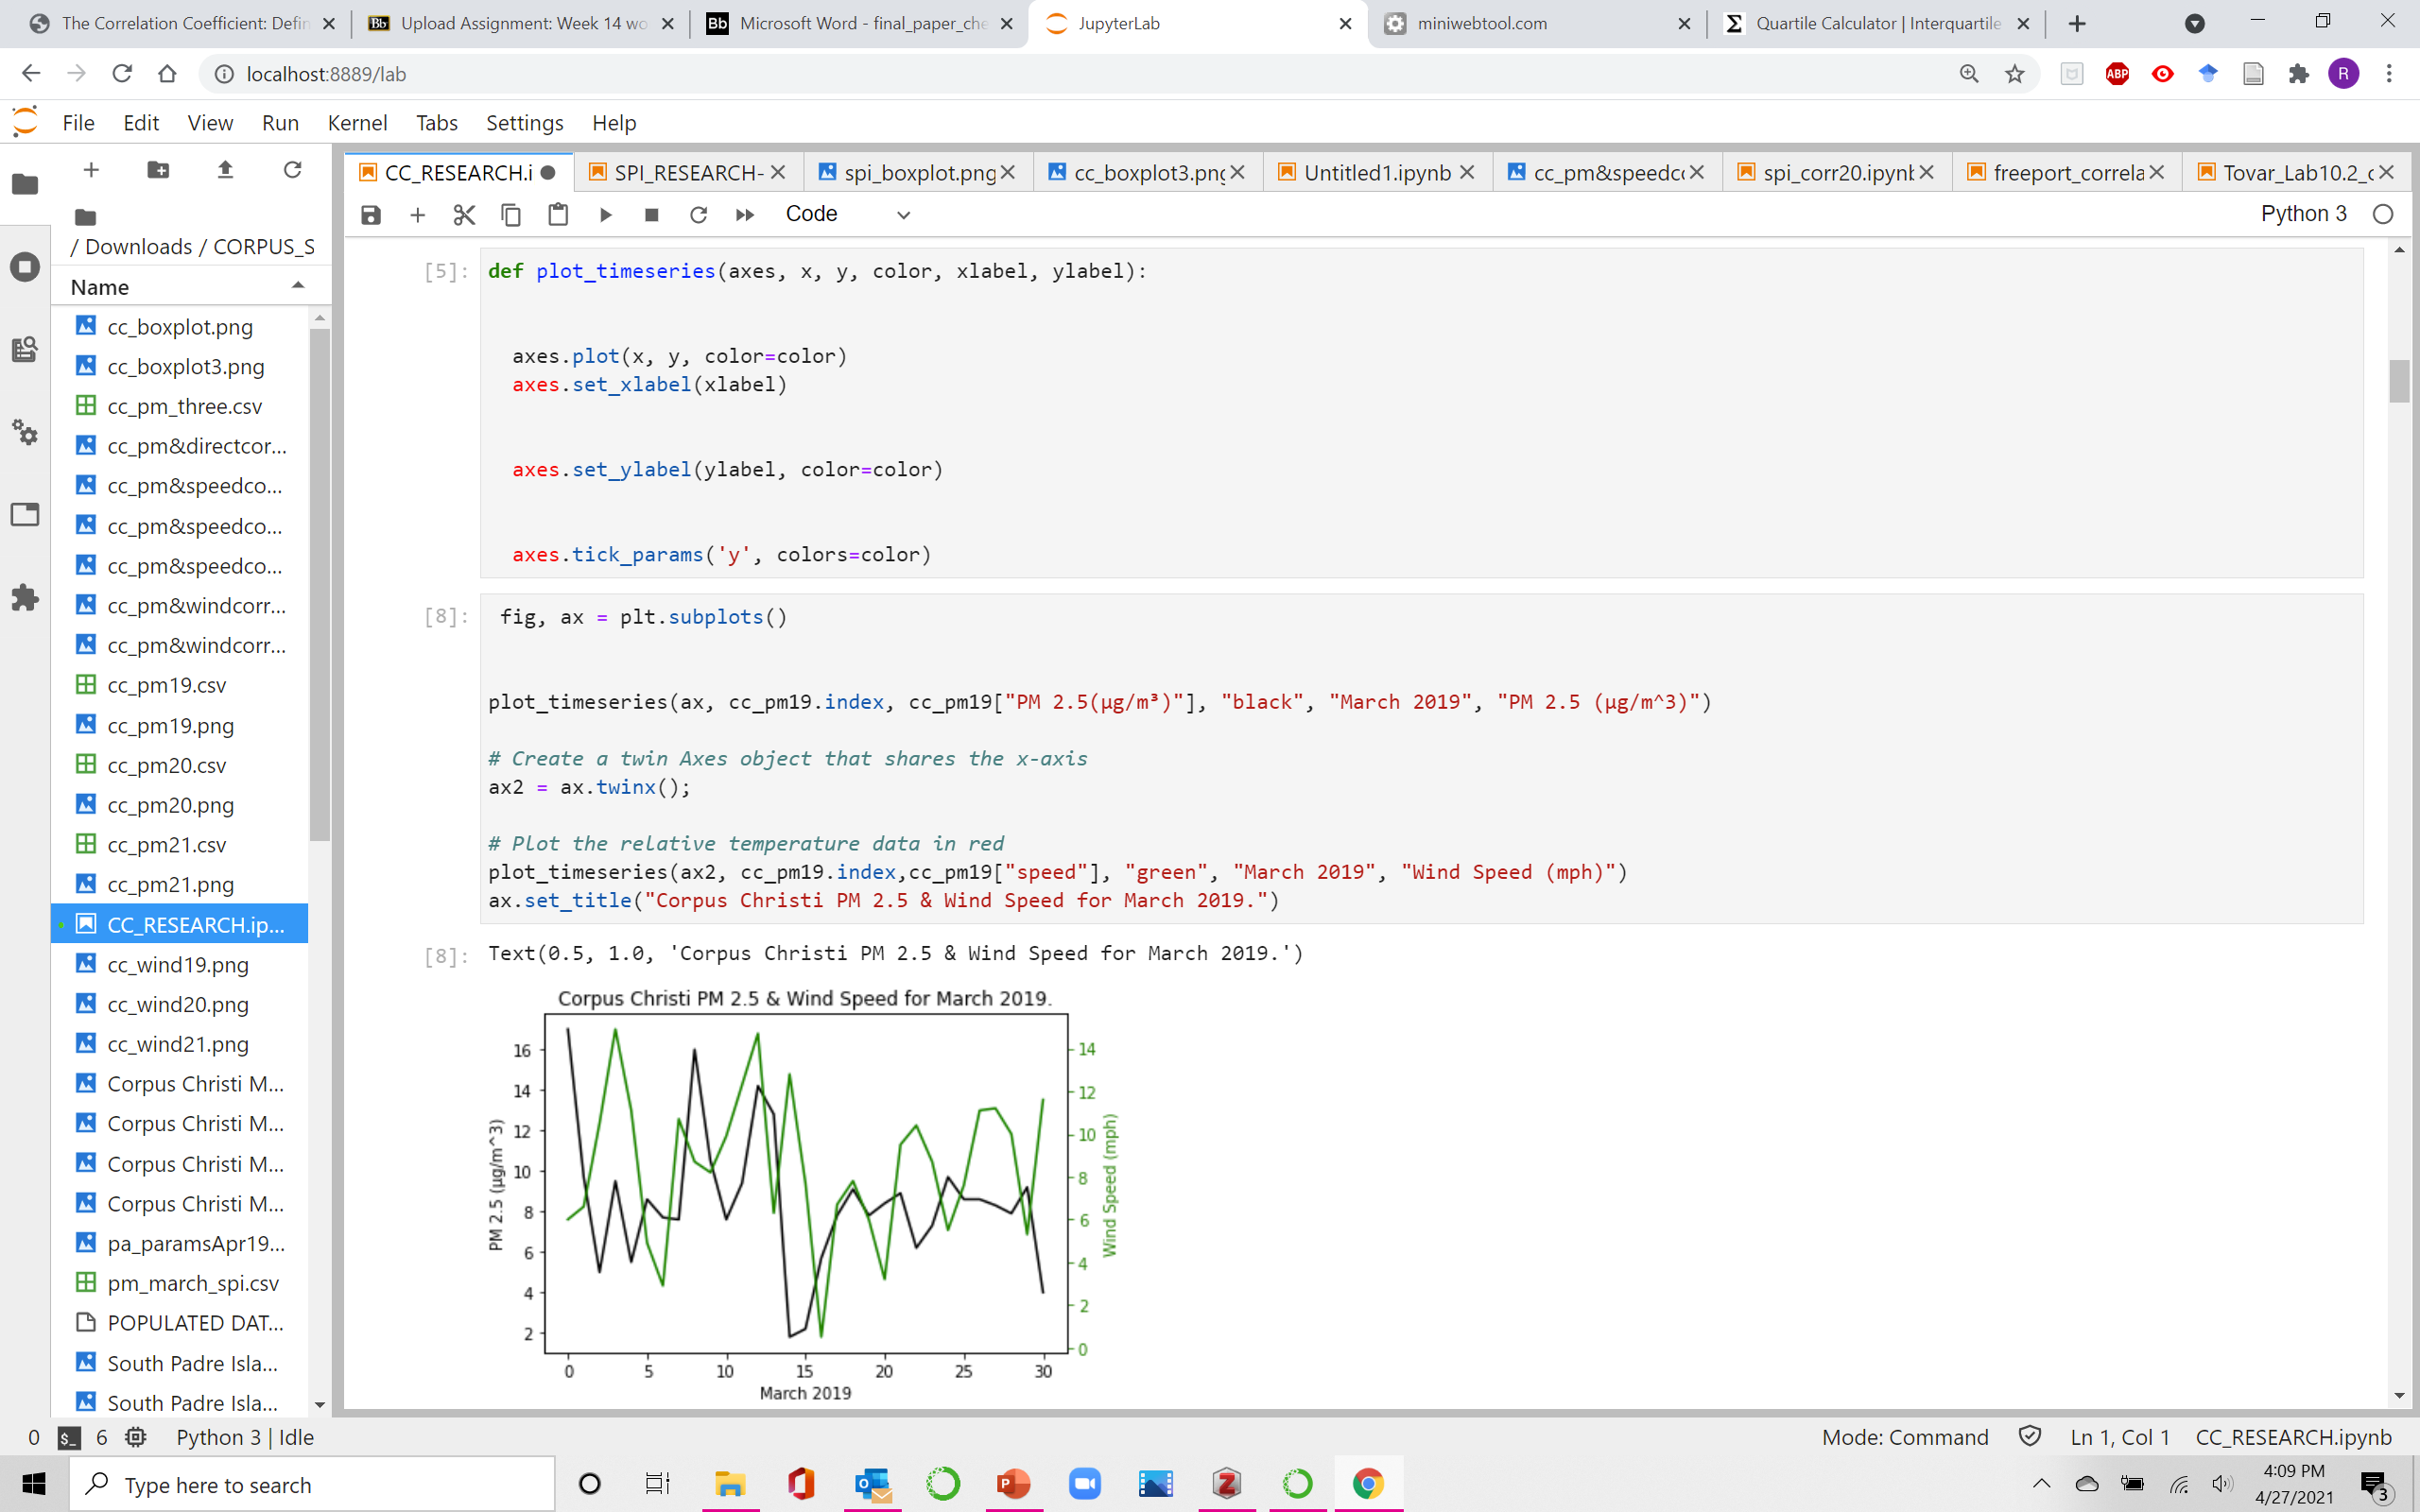 The Correlation Coefficient: Defin
Upload Assignment: Week 14 wo
Bb Microsoft Word - final_paper_che
JupyterLab
miniwebtool.com
Quartile Calculator | Interquartile
localhost:8889/lab
ABP
R
File Edit View Run Kernel Tabs Settings Help
CC_RESEARCH.i
SPI_RESEARCH-
spi_boxplot.png
cc_boxplot3.png
Untitled1.ipynb
cc_pm&speedc
spi_corr20.ipynb
freeport_correla
Tovar_Lab10.2_c
Code
Python 3
/ Downloads / CORPUS_S
Name
cc_boxplot.png
cc_boxplot3.png
cc_pm_three.csv
cc_pm&directcor...
cc_pm&speedco...
cc_pm&speedco...
cc_pm&speedco...
cc_pm&windcorr...
cc_pm&windcorr...
cc_pm19.csv
cc_pm19.png
cc_pm20.csv
cc_pm20.png
cc_pm21.csv
cc_pm21.png
CC_RESEARCH.ip...
cc_wind19.png
cc_wind20.png
cc_wind21.png
Corpus Christi M...
Corpus Christi M...
Corpus Christi M...
Corpus Christi M...
pa_paramsApr19...
pm_march_spi.csv
POPULATED DAT...
South Padre Isla...
South Padre Isla...
[5]:
def plot_timeseries(axes, x, y, color, xlabel, ylabel):
axes.plot(x, y, color=color)
axes.set_xlabel(xlabel)
axes.set_ylabel(ylabel, color=color)
axes.tick_params('y', colors=color)
[8]:
fig, ax = plt.subplots()
plot_timeseries(ax, cc_pm19.index, cc_pm19["PM 2.5(µg/m³)"], "black", "March 2019", "PM 2.5 (µg/m^3)")
# Create a twin Axes object that shares the x-axis
ax2 = ax.twinx();
# Plot the relative temperature data in red
plot_timeseries(ax2, cc_pm19.index,cc_pm19["speed"], "green", "March 2019", "Wind Speed (mph)")
ax.set_title("Corpus Christi PM 2.5 & Wind Speed for March 2019.")
[8]:
Text(0.5, 1.0, 'Corpus Christi PM 2.5 & Wind Speed for March 2019.')
Corpus Christi PM 2.5 & Wind Speed for March 2019.
PM 2.5 (µg/m^3)
16
14
12
10
8
6
4
2
14
12
10
8
6
4
2
0
Wind Speed (mph)
0 5 10 15 20 25 30
March 2019
0 $_ 6 Python 3 | Idle
Mode: Command Ln 1, Col 1 CC_RESEARCH.ipynb
Type here to search
4:09 PM
4/27/2021
3